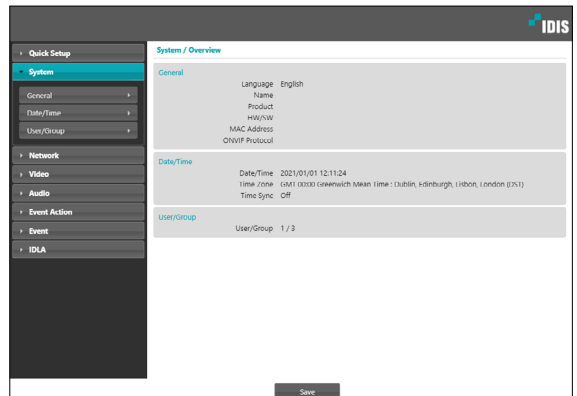 IDIS
Quick Setup
System
General
Date/Time
User/Group
Network
Video
Audio
Event Action
Event
IDLA
System / Overview
General
Language English
Name
Product
HW/SW
MAC Address
ONVIF Protocol
Date/Time
Date/Time 2021/01/01 12:11:24
Time Zone GMT 00:00 Greenwich Mean Time : Dublin, Edinburgh, Lisbon, London (DST)
Time Sync Off
User/Group
User/Group 1 / 3
Save